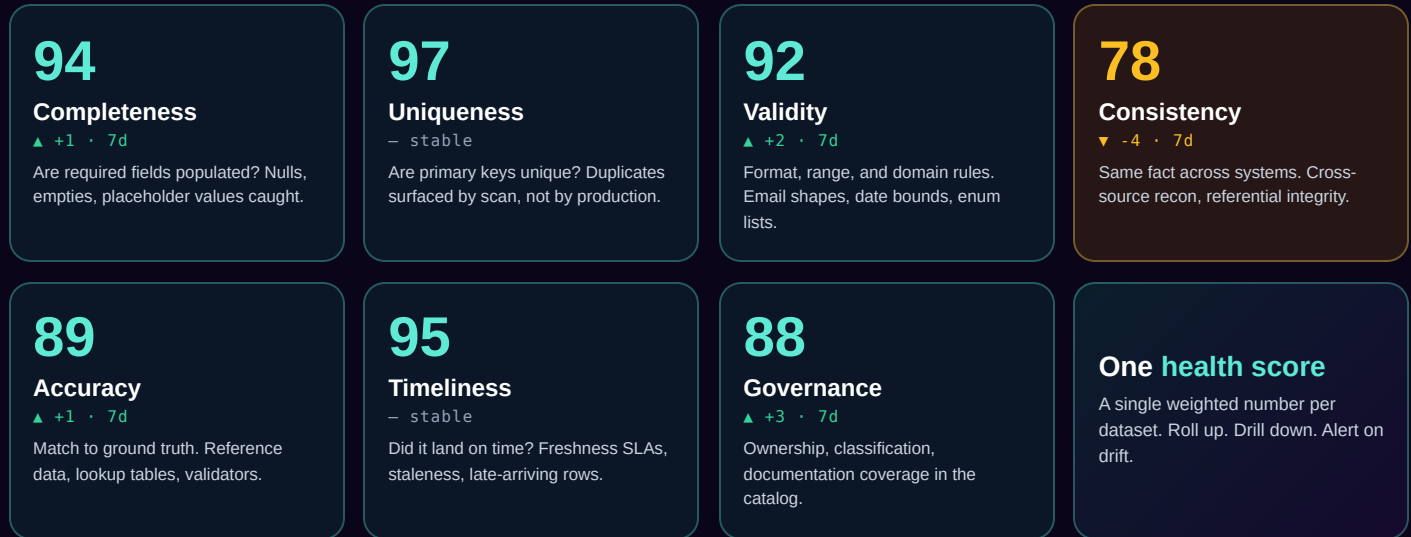 94
Completeness
▲ +1 · 7d
Are required fields populated? Nulls,
empties, placeholder values caught.
97
Uniqueness
— stable
Are primary keys unique? Duplicates
surfaced by scan, not by production.
92
Validity
▲ +2 · 7d
Format, range, and domain rules.
Email shapes, date bounds, enum
lists.
78
Consistency
▼ -4 · 7d
Same fact across systems. Cross-
source recon, referential integrity.
89
Accuracy
▲ +1 · 7d
Match to ground truth. Reference
data, lookup tables, validators.
95
Timeliness
— stable
Did it land on time? Freshness SLAs,
staleness, late-arriving rows.
88
Governance
▲ +3 · 7d
Ownership, classification,
documentation coverage in the
catalog.
One health score
A single weighted number per
dataset. Roll up. Drill down. Alert on
drift.